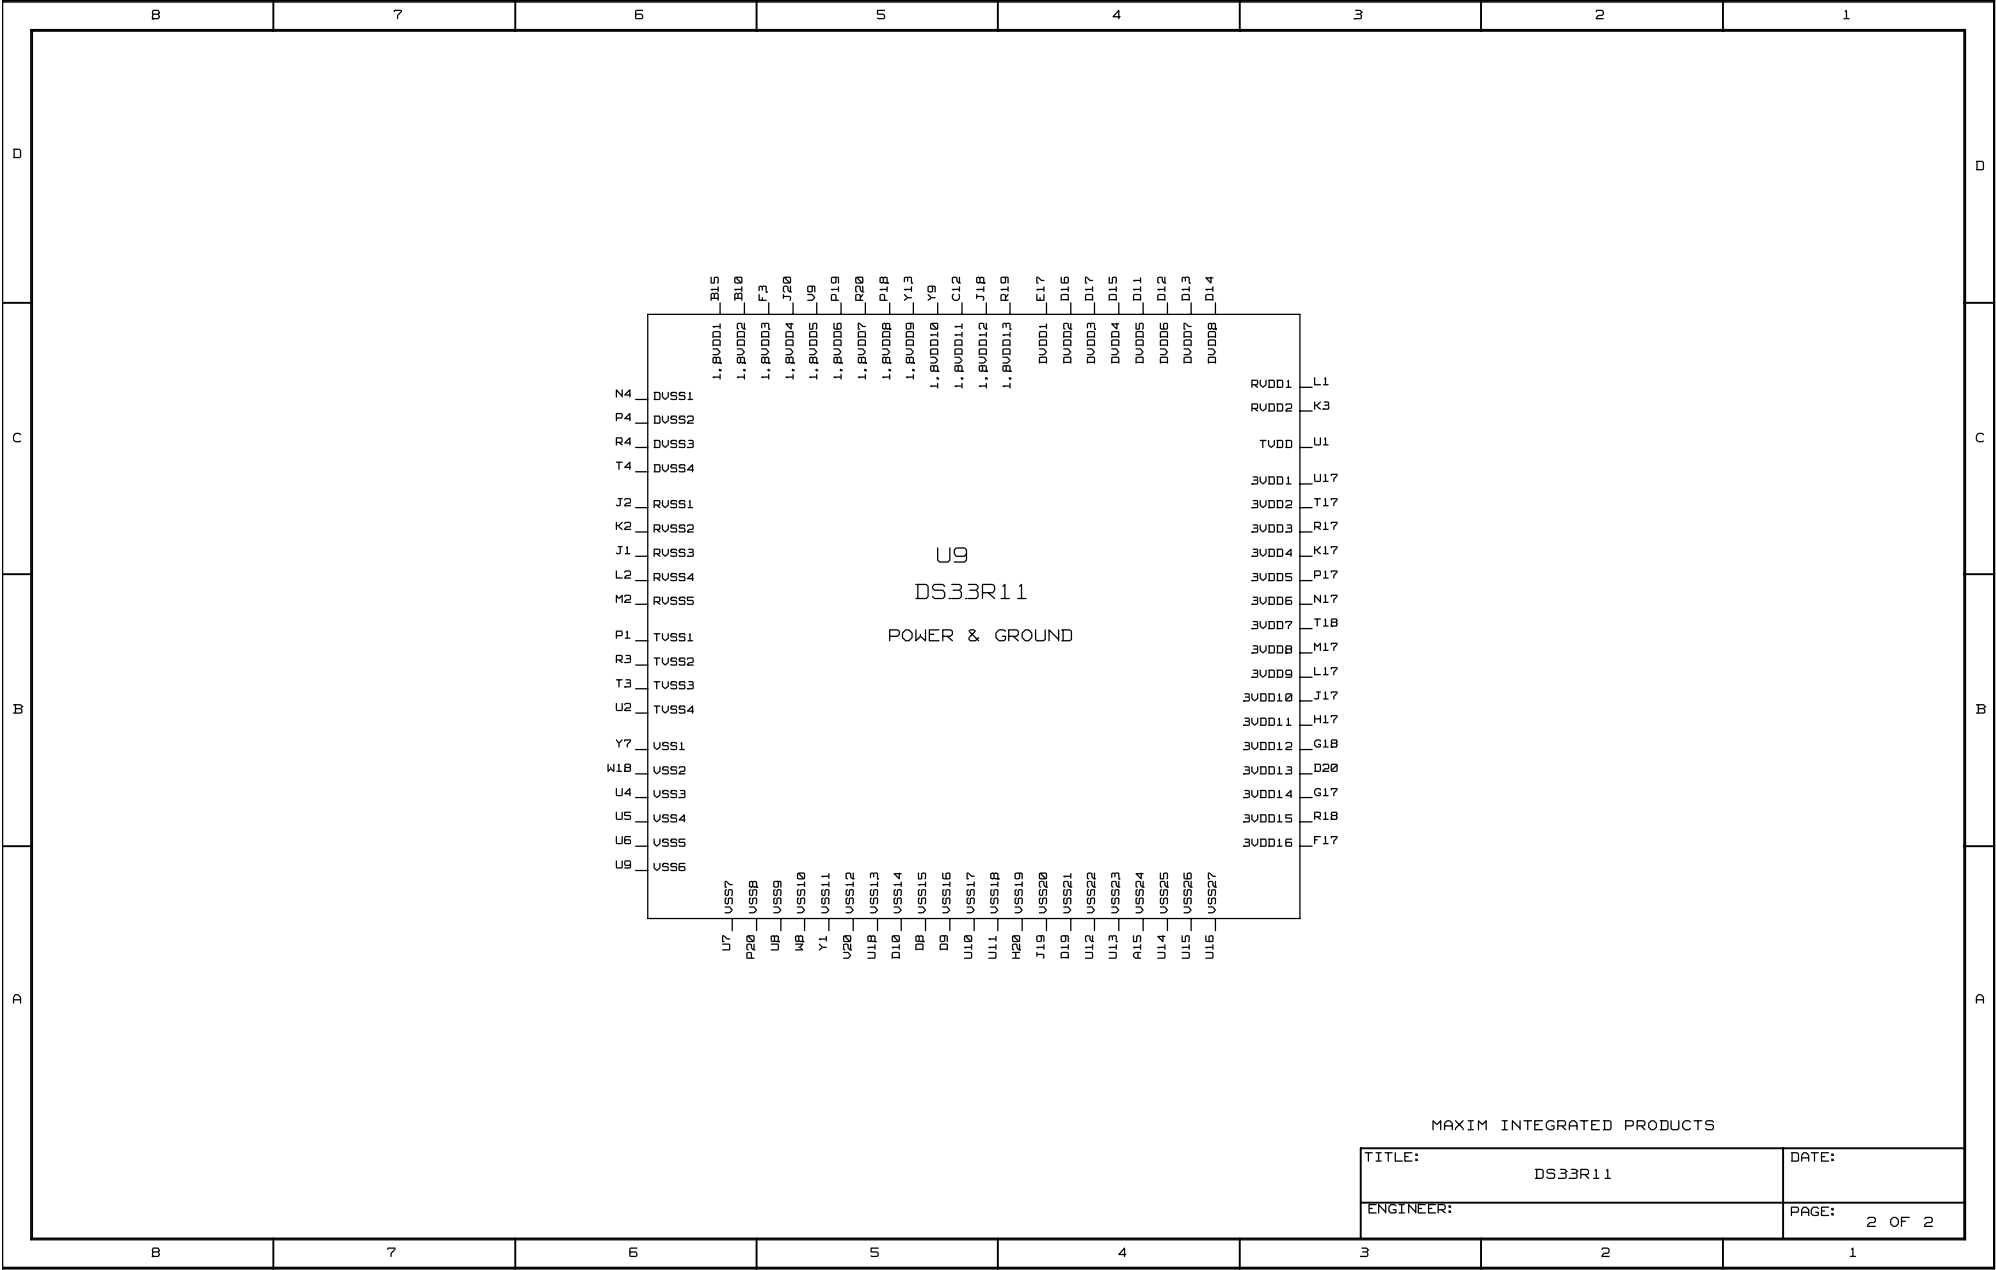 8 7 6 5 4 3 2 1
D D
B15 B10 F3 J20 V9 P19 R20 P18 Y13 Y9 C12 J18 R19 E17 D16 D17 D15 D11 D12 D13 D14
1.8VDD1 1.8VDD2 1.8VDD3 1.8VDD4 1.8VDD5 1.8VDD6 1.8VDD7 1.8VDD8 1.8VDD9 1.8VDD10 1.8VDD11 1.8VDD12 1.8VDD13 DVDD1 DVDD2 DVDD3 DVDD4 DVDD5 DVDD6 DVDD7 DVDD8
RVDD1 L1
N4 DVSS1
RVDD2 K3
P4 DVSS2
C C
R4 DVSS3
TVDD U1
T4 DVSS4
3VDD1 U17
J2 RVSS1
3VDD2 T17
K2 RVSS2
3VDD3 R17
J1 RVSS3
3VDD4 K17
U9
L2 RVSS4
3VDD5 P17
DS33R11
M2 RVSS5
3VDD6 N17
3VDD7 T18
P1 TVSS1
POWER & GROUND
3VDD8 M17
R3 TVSS2
3VDD9 L17
T3 TVSS3
3VDD10 J17
U2 TVSS4
B B
3VDD11 H17
Y7 VSS1
3VDD12 G18
W18 VSS2
3VDD13 D20
U4 VSS3
3VDD14 G17
U5 VSS4
3VDD15 R18
U6 VSS5
3VDD16 F17
U9 VSS6
VSS7 VSS8 VSS9 VSS10 VSS11 VSS12 VSS13 VSS14 VSS15 VSS16 VSS17 VSS18 VSS19 VSS20 VSS21 VSS22 VSS23 VSS24 VSS25 VSS26 VSS27
U7 P20 U8 W8 Y1 V20 U18 D10 D8 D9 U10 U11 H20 J19 D19 U12 U13 A15 U14 U15 U16
A A
MAXIM INTEGRATED PRODUCTS
TITLE: DATE:
DS33R11
ENGINEER: PAGE:
2 OF 2
8 7 6 5 4 3 2 1